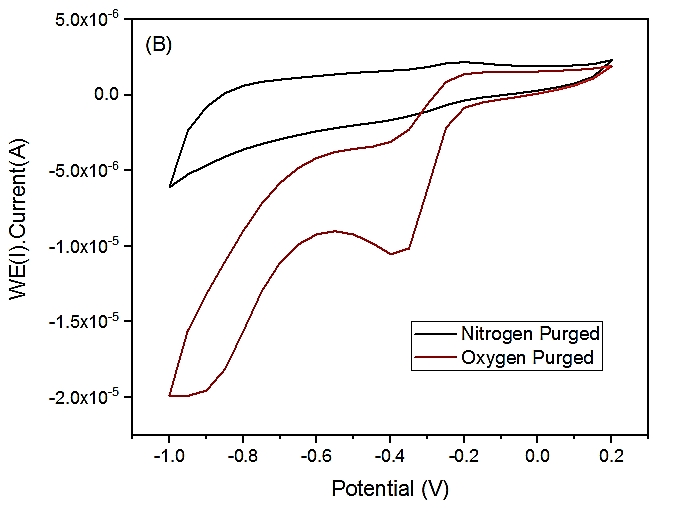 (B)
5.0x10-6
0.0
-5.0x10-6
-1.0x10-5
-1.5x10-5
-2.0x10-5
WE(I).Current(A)
Nitrogen Purged
Oxygen Purged
-1.0 -0.8 -0.6 -0.4 -0.2 0.0 0.2
Potential (V)